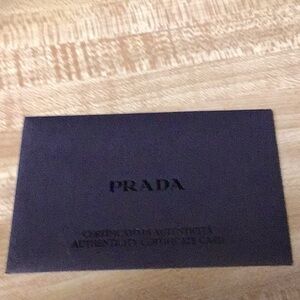 PRADA
CERTIFICATO DI AUTENTICITÀ
AUTHENTICITY CERTIFICATE CARD